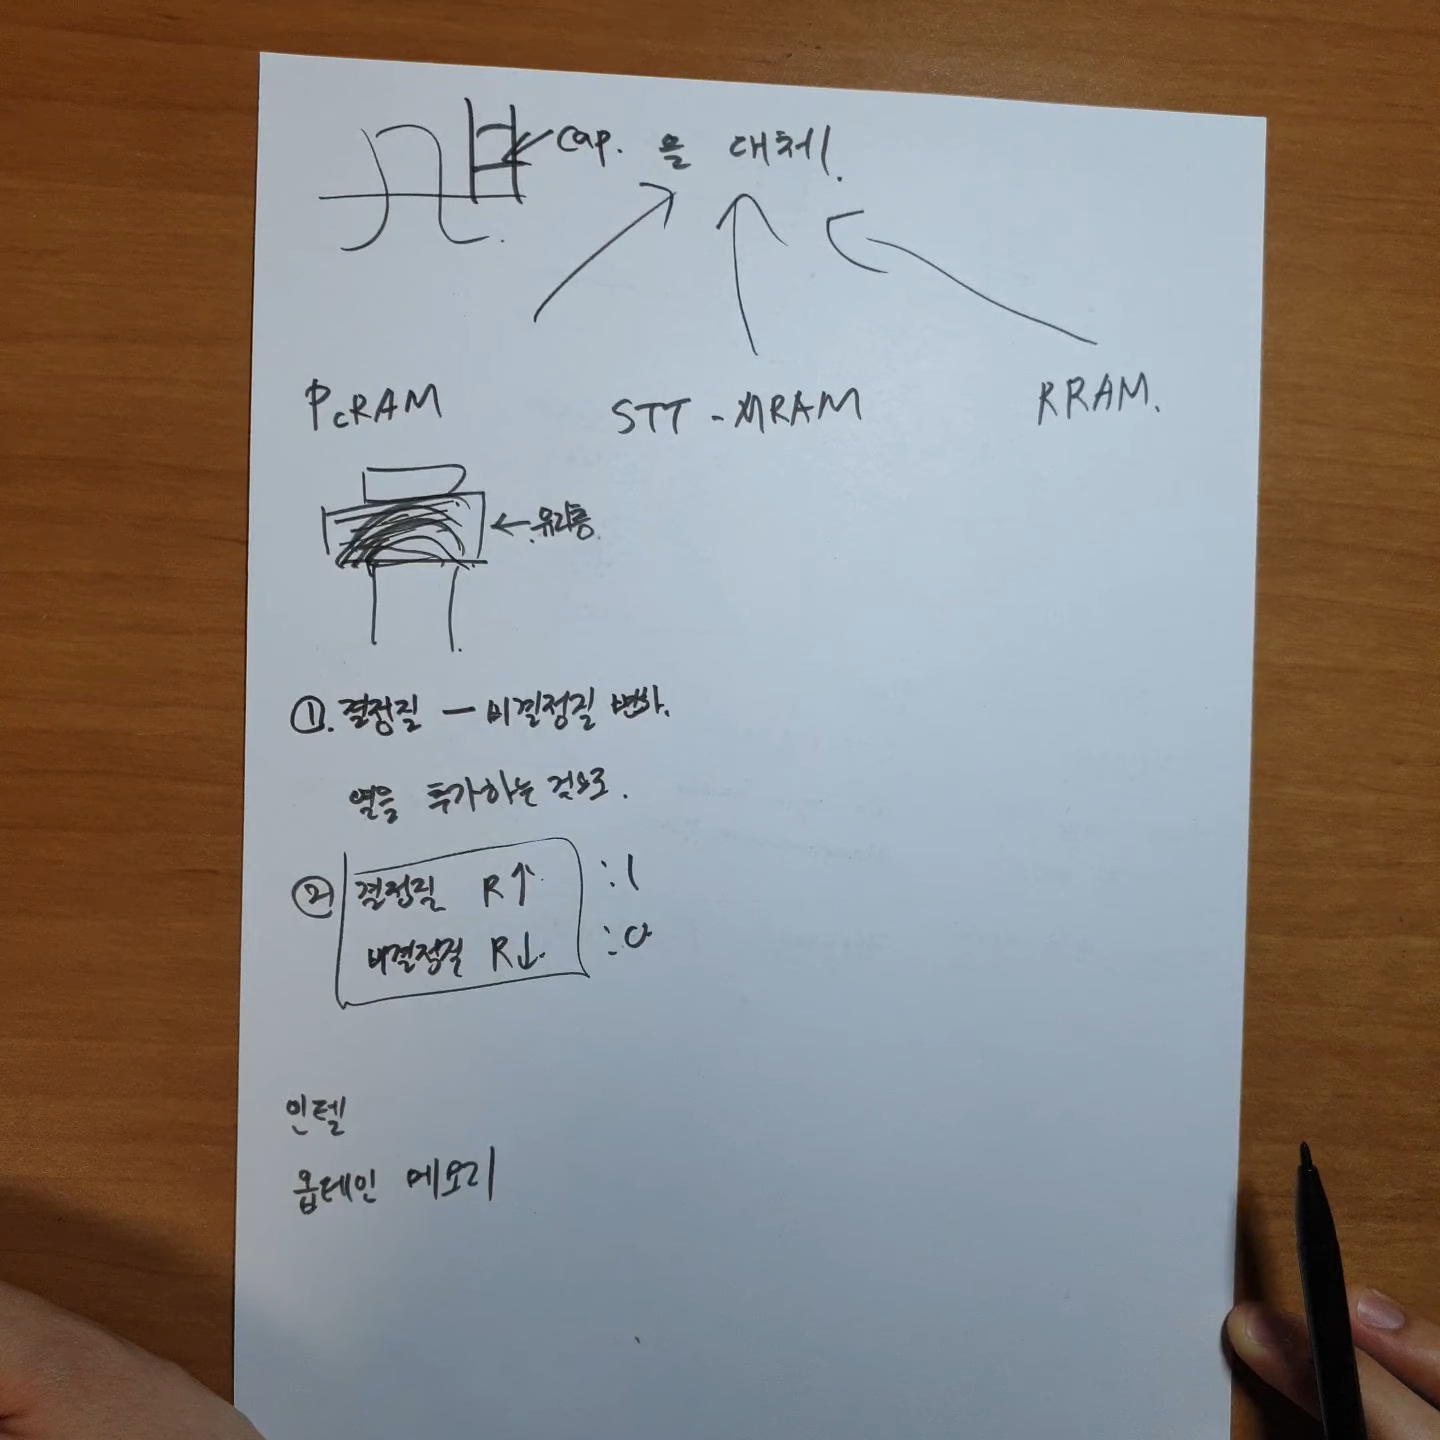 cap. 을 대체.
PcRAM STT-MRAM RRAM.
←유리층
①. 결정질 — 비결정질 변화.
열을 추가하는 것으로.
② 결정질 R↑ :1
비결정질 R↓ :0
인텔
옵테인 메모리